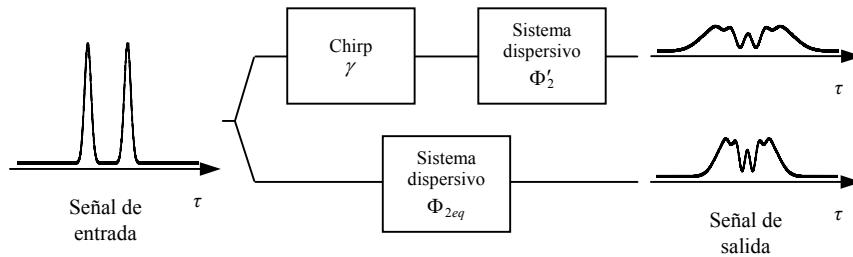 Chirp
γ
Sistema
dispersivo
Φ′₂
τ
Señal de
entrada
τ
Sistema
dispersivo
Φ₂eq
τ
Señal de
salida